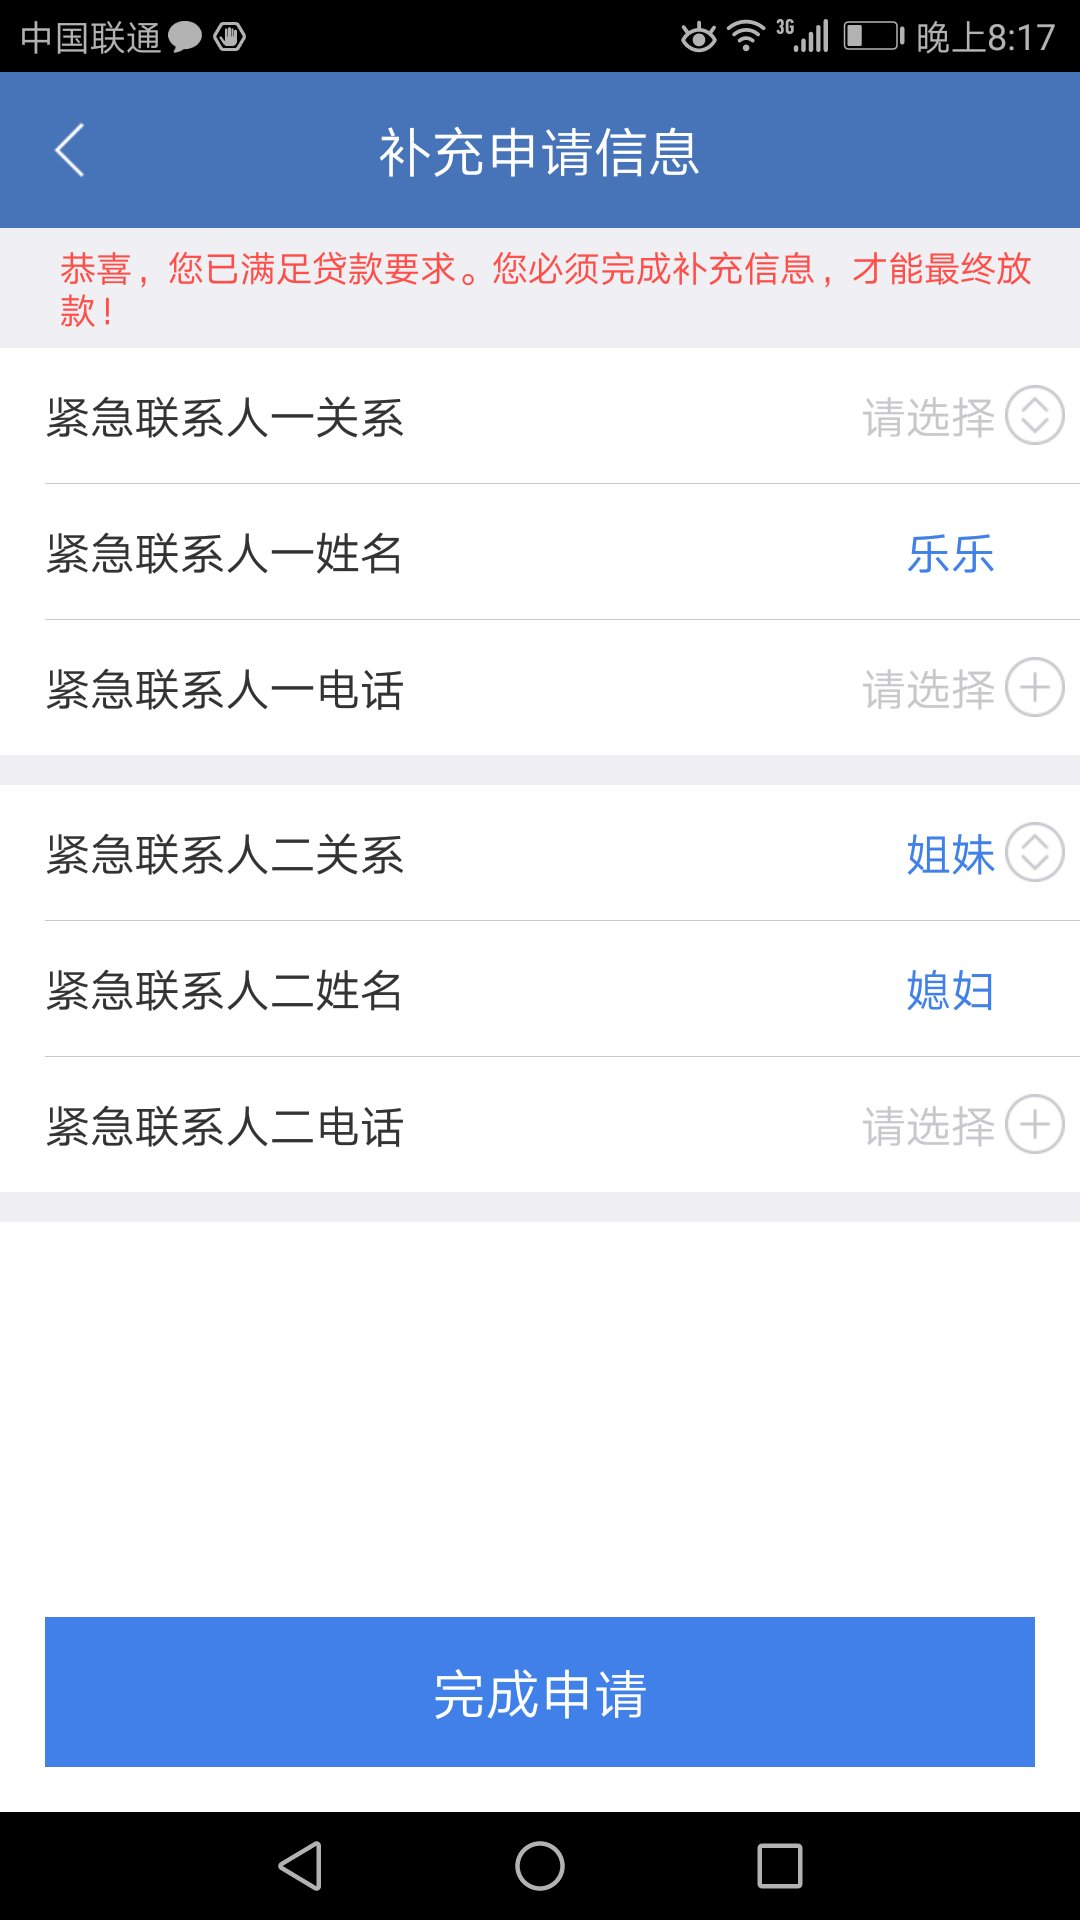 中国联通 3G 晚上8:17
补充申请信息
恭喜，您已满足贷款要求。您必须完成补充信息，才能最终放
款！
紧急联系人一关系 请选择
紧急联系人一姓名 乐乐
紧急联系人一电话 请选择
紧急联系人二关系 姐妹
紧急联系人二姓名 媳妇
紧急联系人二电话 请选择
完成申请